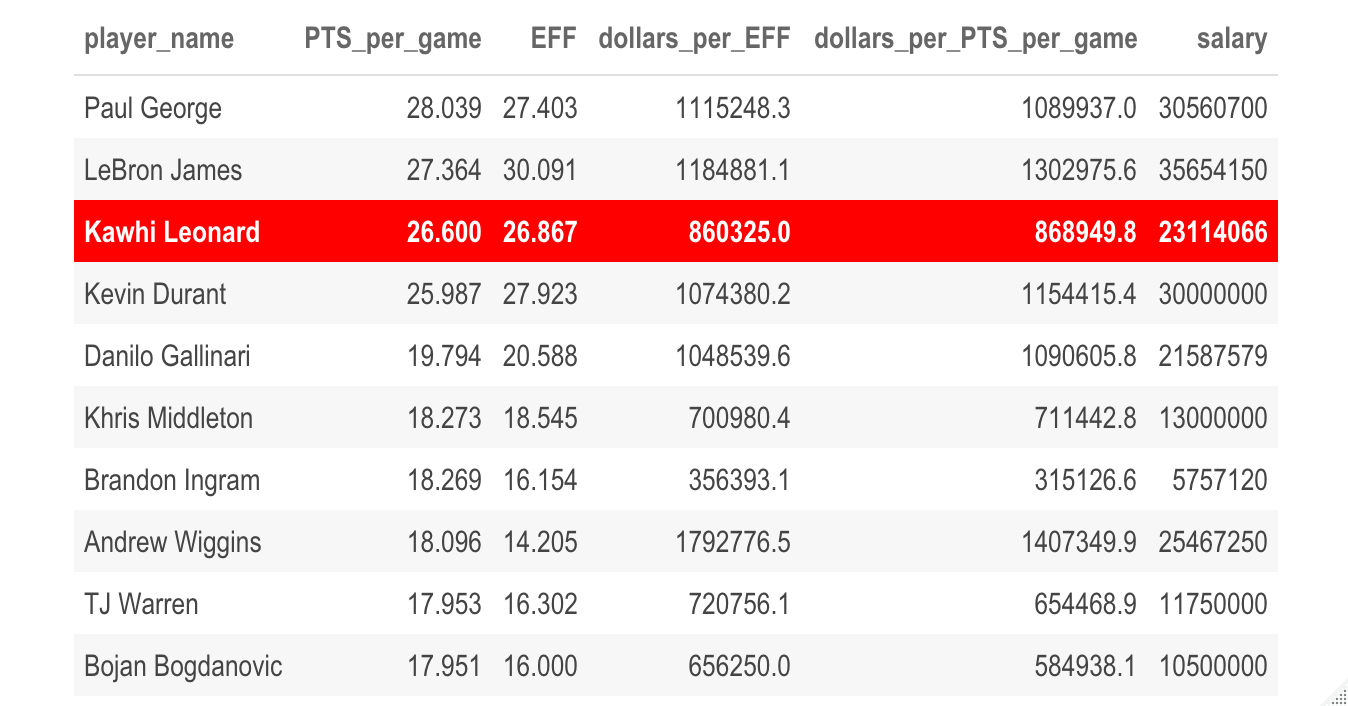 player_name PTS_per_game EFF dollars_per_EFF dollars_per_PTS_per_game salary
Paul George 28.039 27.403 1115248.3 1089937.0 30560700
LeBron James 27.364 30.091 1184881.1 1302975.6 35654150
Kawhi Leonard 26.600 26.867 860325.0 868949.8 23114066
Kevin Durant 25.987 27.923 1074380.2 1154415.4 30000000
Danilo Gallinari 19.794 20.588 1048539.6 1090605.8 21587579
Khris Middleton 18.273 18.545 700980.4 711442.8 13000000
Brandon Ingram 18.269 16.154 356393.1 315126.6 5757120
Andrew Wiggins 18.096 14.205 1792776.5 1407349.9 25467250
TJ Warren 17.953 16.302 720756.1 654468.9 11750000
Bojan Bogdanovic 17.951 16.000 656250.0 584938.1 10500000